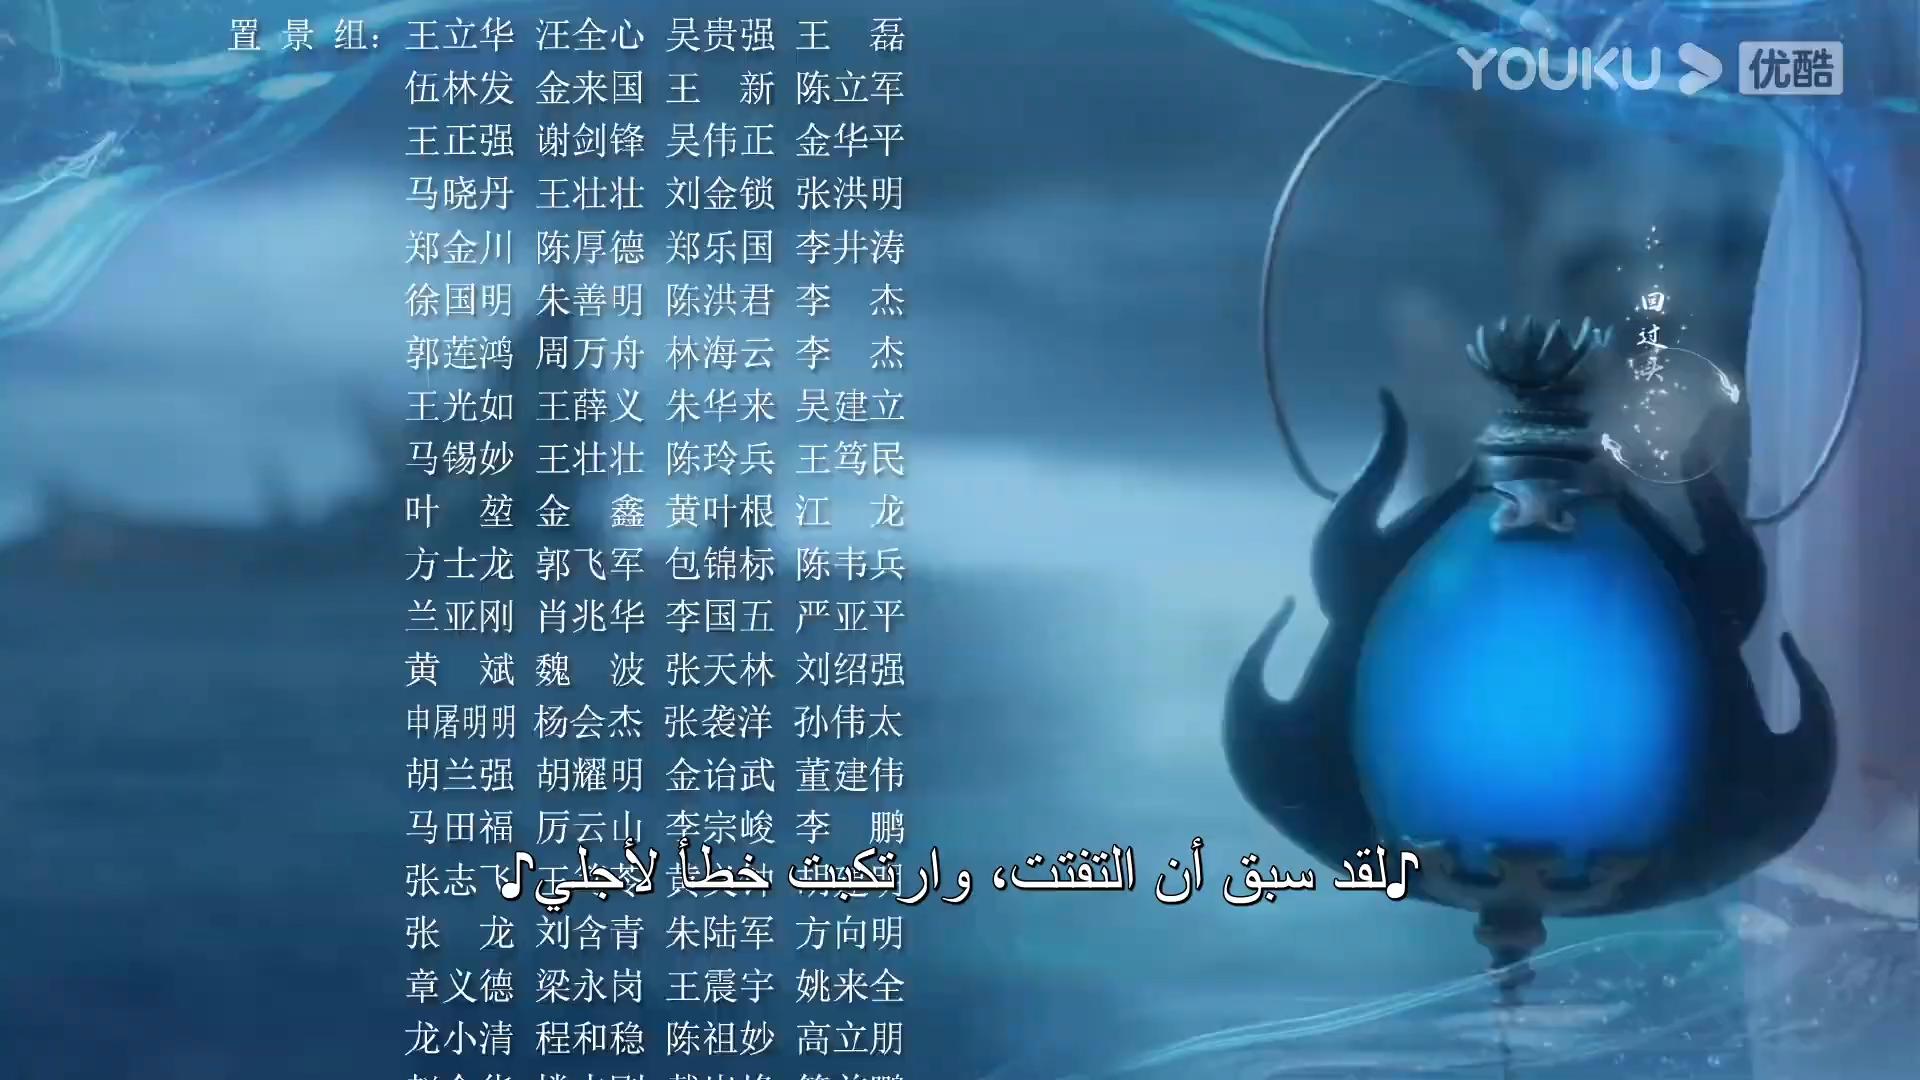 置景组：王立华 汪全心 吴贵强 王 磊
YOUKU 优酷
伍林发 金来国 王 新 陈立军
王正强 谢剑锋 吴伟正 金华平
马晓丹 王壮壮 刘金锁 张洪明
郑金川 陈厚德 郑乐国 李井涛
徐国明 朱善明 陈洪君 李 杰
郭莲鸿 周万舟 林海云 李 杰
王光如 王薛义 朱华来 吴建立
马锡妙 王壮壮 陈玲兵 王笃民
叶 堃 金 鑫 黄叶根 江 龙
方士龙 郭飞军 包锦标 陈韦兵
兰亚刚 肖兆华 李国五 严亚平
黄 斌 魏 波 张天林 刘绍强
申屠明明 杨会杰 张袭洋 孙伟太
胡兰强 胡耀明 金诒武 董建伟
马田福 厉云山 李宗峻 李 鹏
张志飞
♪لقد سبق أن التفتت، وارتكبت خطأ لأجلي♪
张 龙 刘含青 朱陆军 方向明
章义德 梁永岗 王震宇 姚来全
龙小清 程和稳 陈祖妙 高立朋
回过头